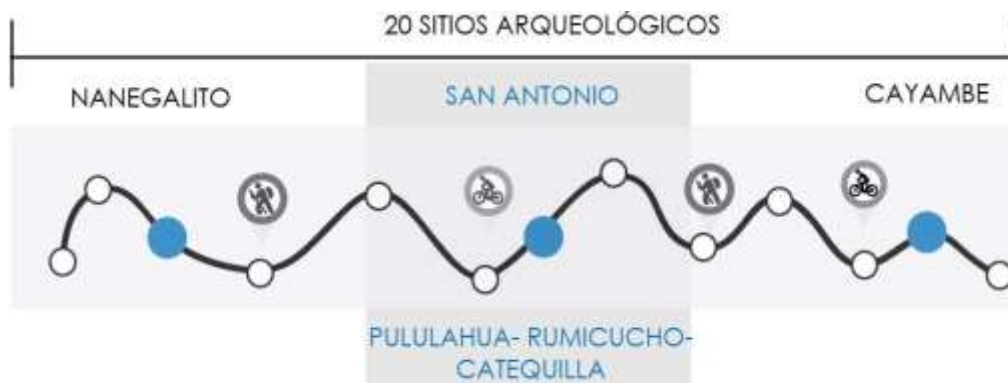 20 SITIOS ARQUEOLÓGICOS
NANEGALITO
SAN ANTONIO
CAYAMBE
PULULAHUA- RUMICUCHO-
CATEQUILLA